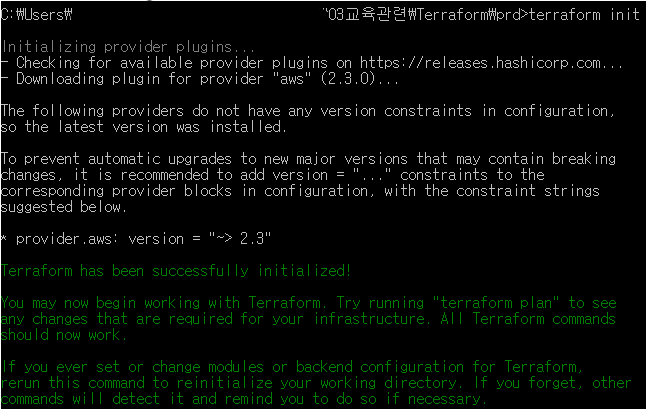 C:₩Users₩ 03교육관련₩Terraform₩prd>terraform init
Initializing provider plugins...
- Checking for available provider plugins on https://releases.hashicorp.com...
- Downloading plugin for provider "aws" (2.3.0)...
The following providers do not have any version constraints in configuration,
so the latest version was installed.
To prevent automatic upgrades to new major versions that may contain breaking
changes, it is recommended to add version = "..." constraints to the
corresponding provider blocks in configuration, with the constraint strings
suggested below.
* provider.aws: version = "~> 2.3"
Terraform has been successfully initialized!
You may now begin working with Terraform. Try running "terraform plan" to see
any changes that are required for your infrastructure. All Terraform commands
should now work.
If you ever set or change modules or backend configuration for Terraform,
rerun this command to reinitialize your working directory. If you forget, other
commands will detect it and remind you to do so if necessary.